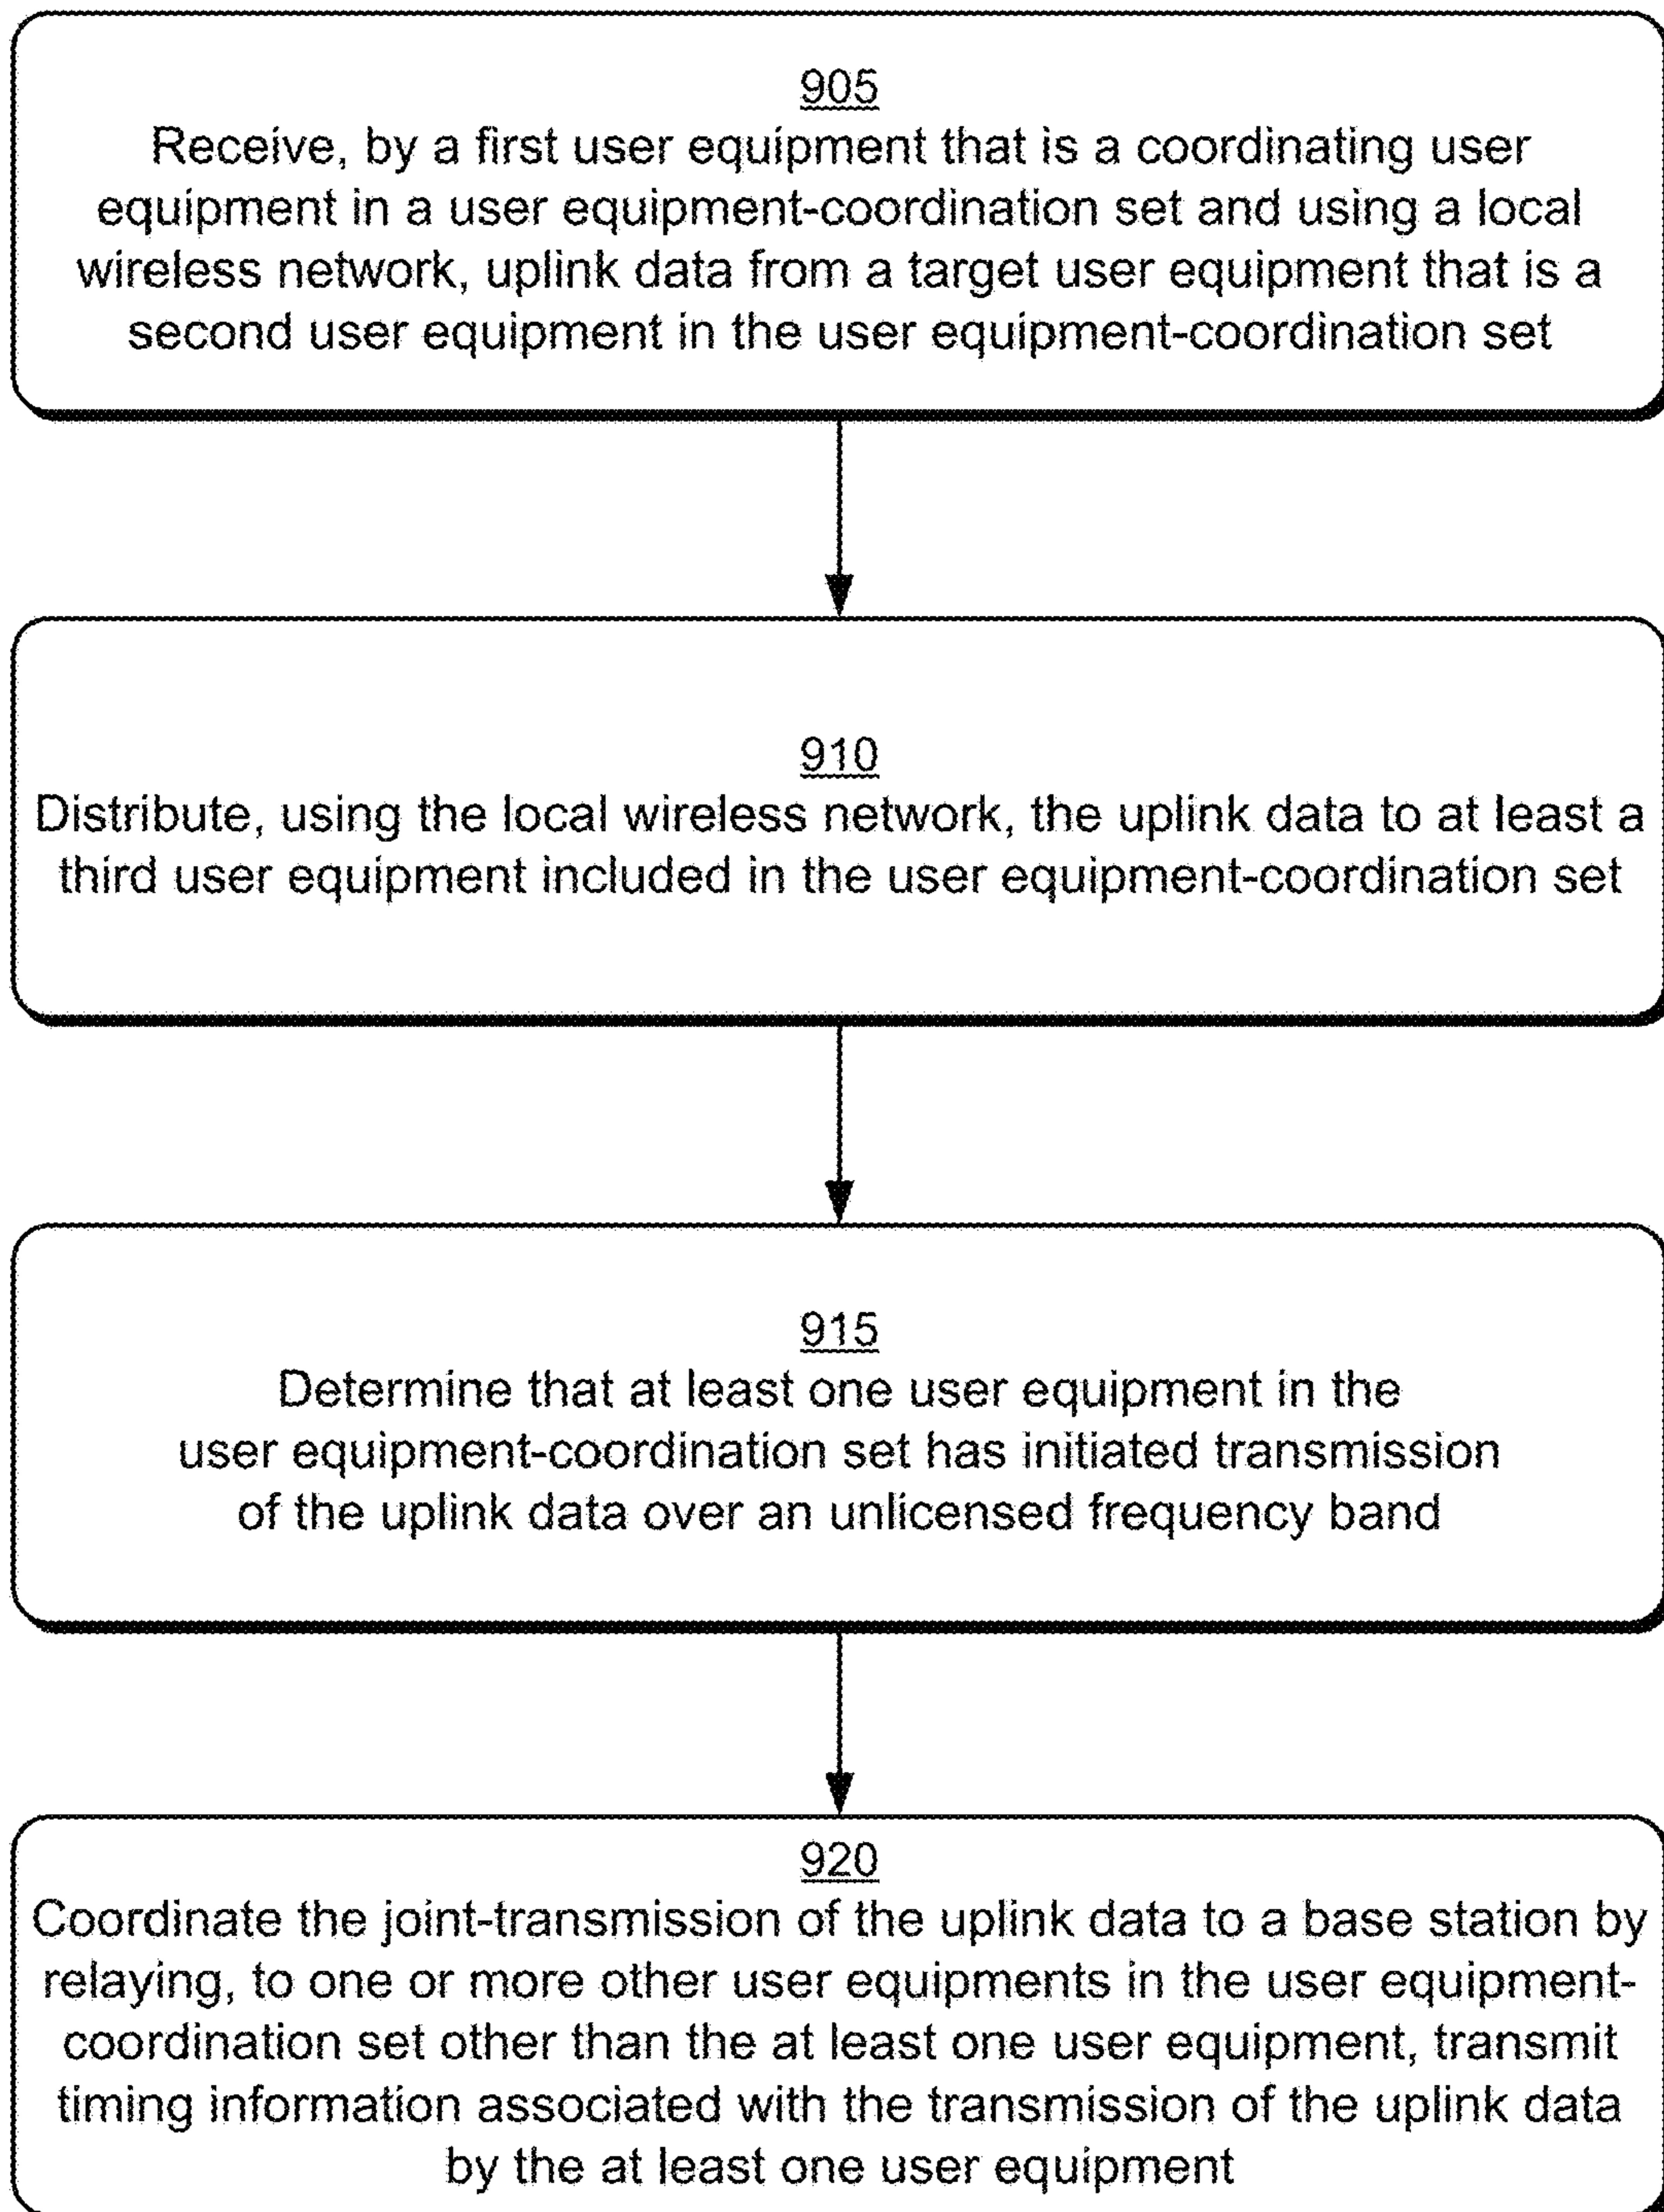 905
Receive, by a first user equipment that is a coordinating user
equipment in a user equipment-coordination set and using a local
wireless network, uplink data from a target user equipment that is a
second user equipment in the user equipment-coordination set
910
Distribute, using the local wireless network, the uplink data to at least a
third user equipment included in the user equipment-coordination set
915
Determine that at least one user equipment in the
user equipment-coordination set has initiated transmission
of the uplink data over an unlicensed frequency band
920
Coordinate the joint-transmission of the uplink data to a base station by
relaying, to one or more other user equipments in the user equipment-
coordination set other than the at least one user equipment, transmit
timing information associated with the transmission of the uplink data
by the at least one user equipment